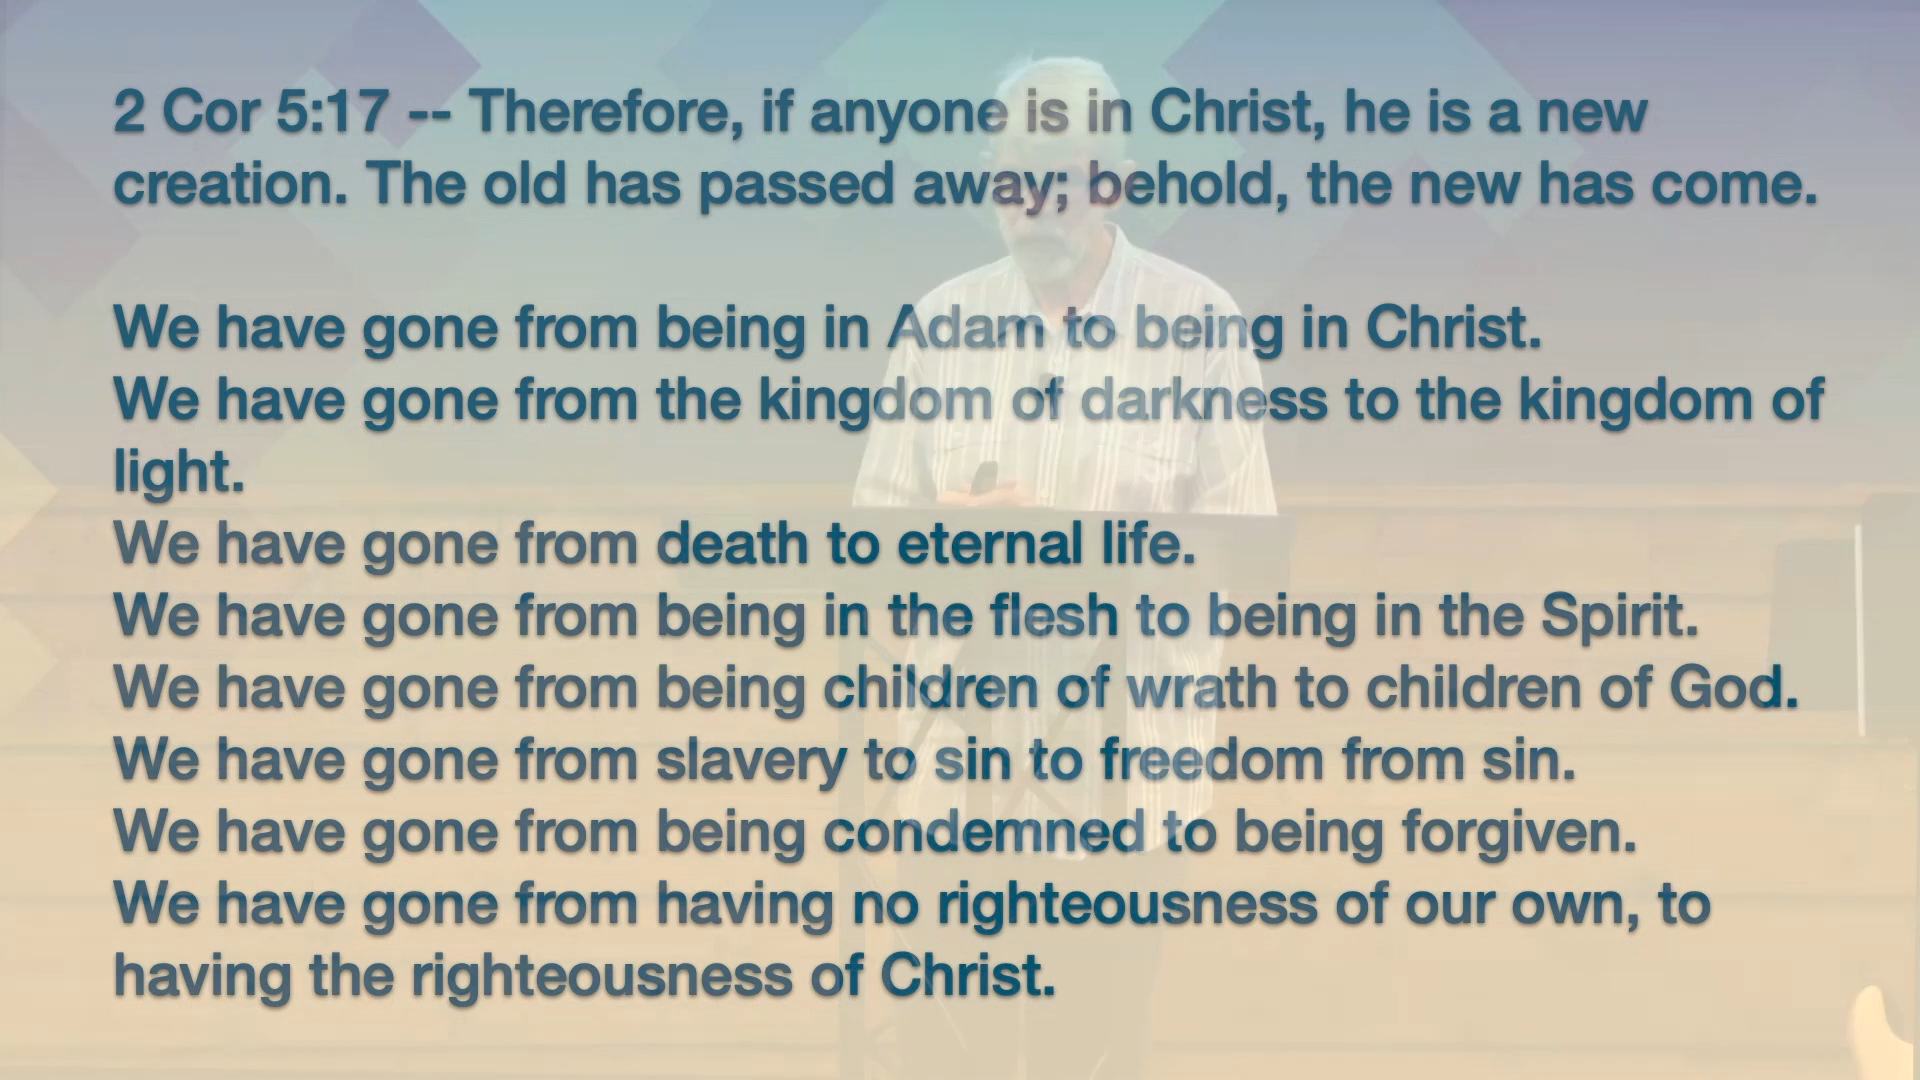 2 Cor 5:17 -- Therefore, if anyone is in Christ, he is a new
creation. The old has passed away; behold, the new has come.
We have gone from being in Adam to being in Christ.
We have gone from the kingdom of darkness to the kingdom of
light.
We have gone from death to eternal life.
We have gone from being in the flesh to being in the Spirit.
We have gone from being children of wrath to children of God.
We have gone from slavery to sin to freedom from sin.
We have gone from being condemned to being forgiven.
We have gone from having no righteousness of our own, to
having the righteousness of Christ.